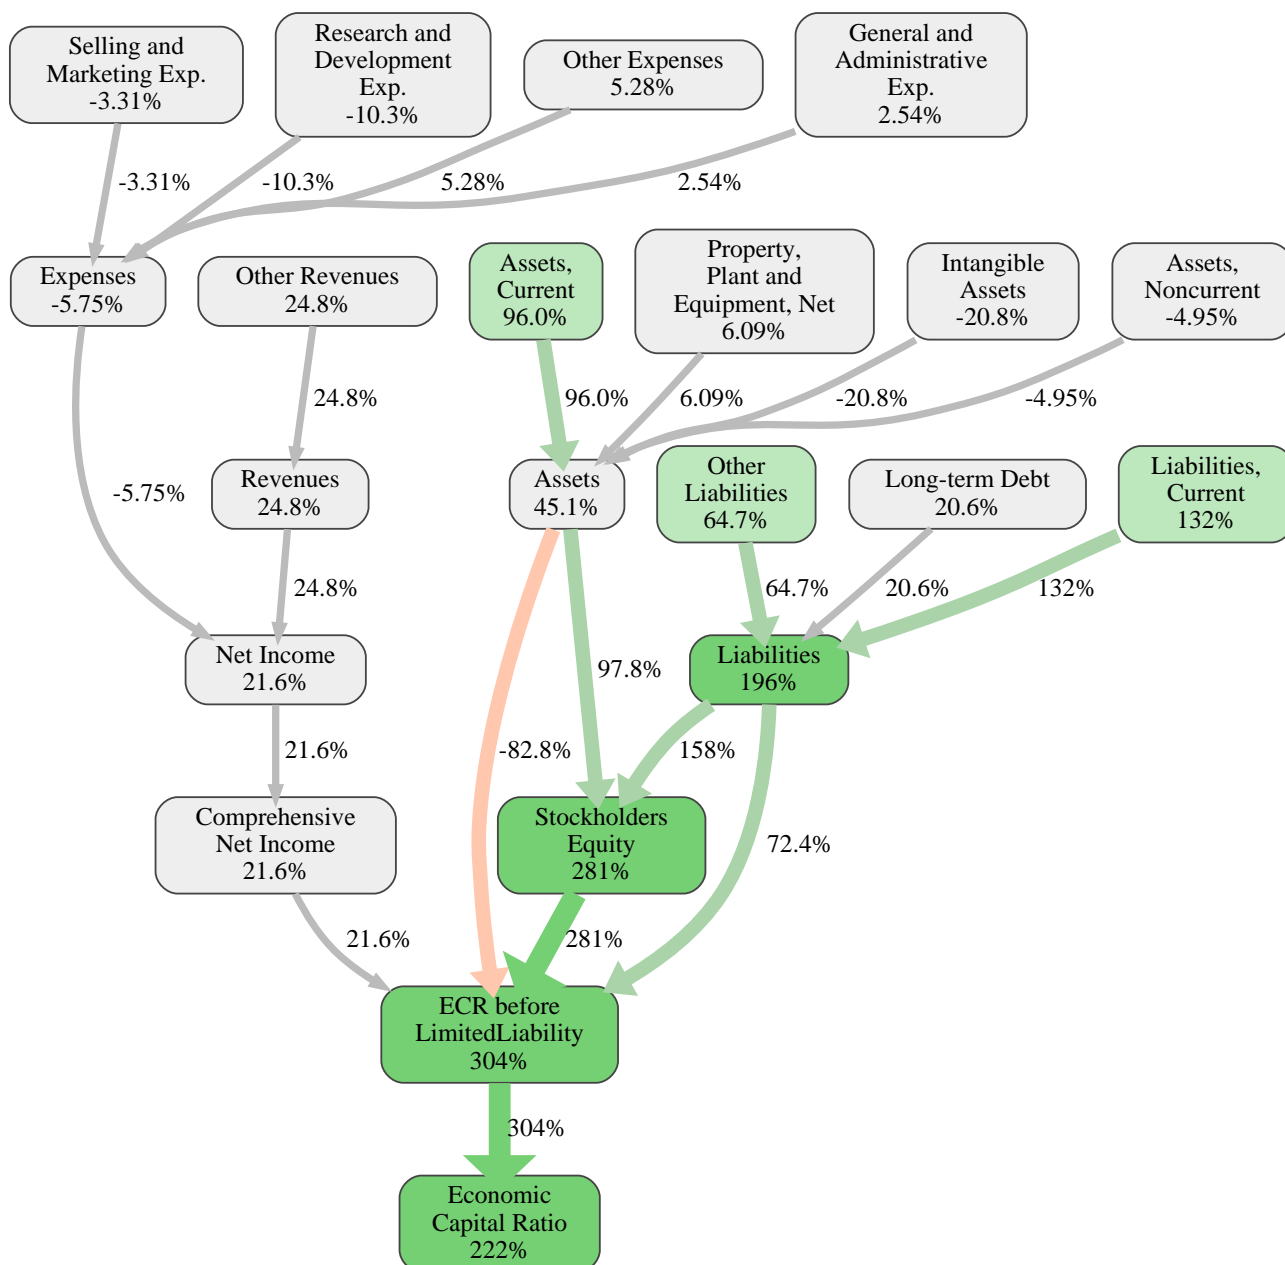 Selling and
Marketing Exp.
-3.31%
Research and
Development
Exp.
-10.3%
Other Expenses
5.28%
General and
Administrative
Exp.
2.54%
-3.31%
-10.3%
5.28%
2.54%
Expenses
-5.75%
Other Revenues
24.8%
Assets,
Current
96.0%
Property,
Plant and
Equipment, Net
6.09%
Intangible
Assets
-20.8%
Assets,
Noncurrent
-4.95%
24.8%
96.0%
6.09%
-20.8%
-4.95%
-5.75%
Revenues
24.8%
Assets
45.1%
Other
Liabilities
64.7%
Long-term Debt
20.6%
Liabilities,
Current
132%
24.8%
64.7%
20.6%
132%
Net Income
21.6%
97.8%
Liabilities
196%
21.6%
-82.8%
158%
Comprehensive
Net Income
21.6%
Stockholders
Equity
281%
72.4%
21.6%
281%
ECR before
LimitedLiability
304%
304%
Economic
Capital Ratio
222%